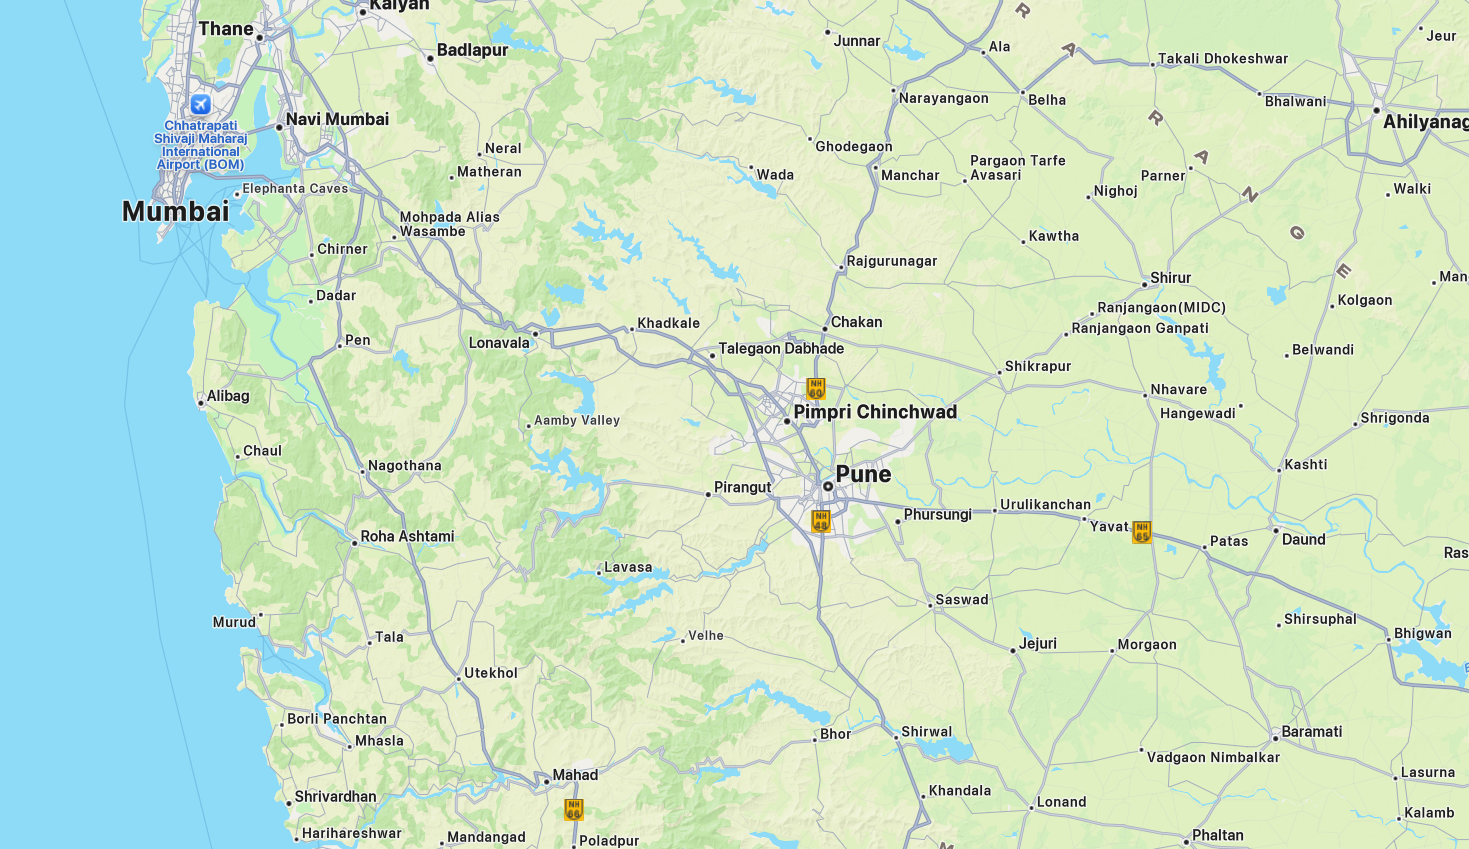 Kalyan
Thane
Badlapur
Junnar
Ala
Jeur
Takali Dhokeshwar
R
A
R
A
N
G
E
Chhatrapati
Shivaji Maharaj
International
Airport (BOM)
Navi Mumbai
Narayangaon
Belha
Bhalwani
Ahilyanag
Neral
Matheran
Ghodegaon
Wada
Manchar
Pargaon Tarfe
Avasari
Parner
Nighoj
Walki
Elephanta Caves
Mumbai
Mohpada Alias
Wasambe
Chirner
Kawtha
Rajgurunagar
Shirur
Man
Dadar
Kolgaon
Ranjangaon(MIDC)
Ranjangaon Ganpati
Pen
Lonavala
Khadkale
Chakan
Talegaon Dabhade
Belwandi
Shikrapur
Alibag
NH
60
Nhavare
Hangewadi
Shrigonda
Aamby Valley
Pimpri Chinchwad
Chaul
Nagothana
Pune
Kashti
Pirangut
NH
48
Phursungi
Urulikanchan
Yavat
NH
65
Patas
Daund
Ras
Roha Ashtami
Lavasa
Saswad
Murud
Tala
Velhe
Jejuri
Morgaon
Shirsuphal
Bhigwan
Utekhol
Borli Panchtan
Mhasla
Bhor
Shirwal
Baramati
Vadgaon Nimbalkar
Mahad
Lasurna
Shrivardhan
NH
66
Khandala
Lonand
Kalamb
Harihareshwar
Mandangad
Poladpur
Phaltan
M